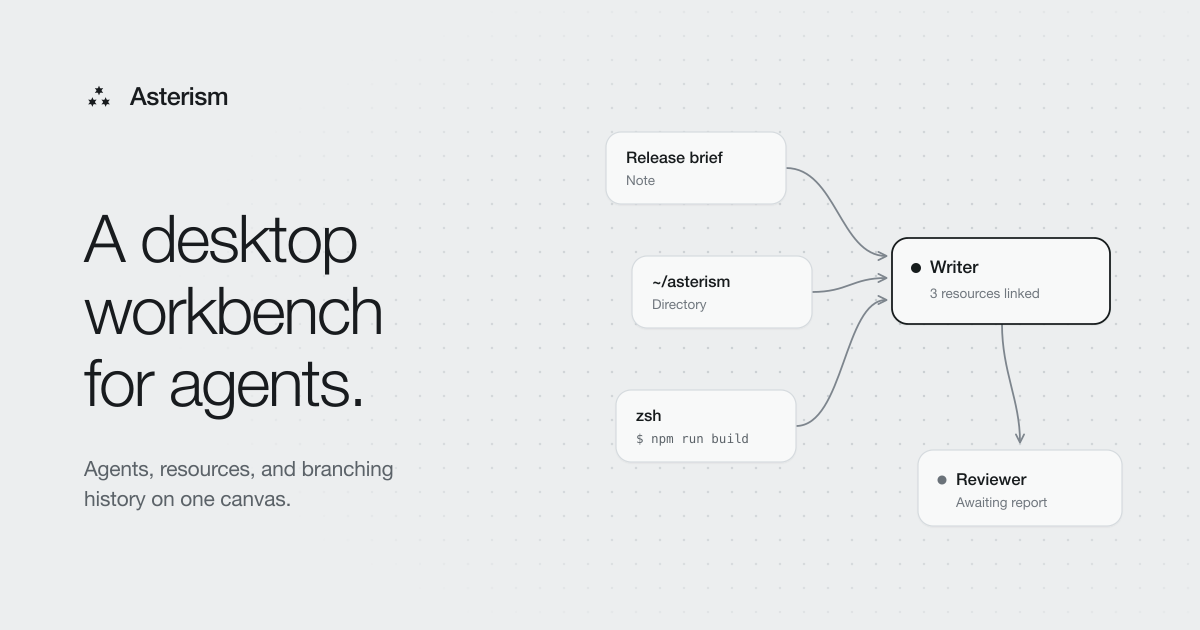 Asterism
A desktop
workbench
for agents.
Agents, resources, and branching
history on one canvas.
Release brief
Note
~/asterism
Directory
zsh
$ npm run build
Writer
3 resources linked
Reviewer
Awaiting report